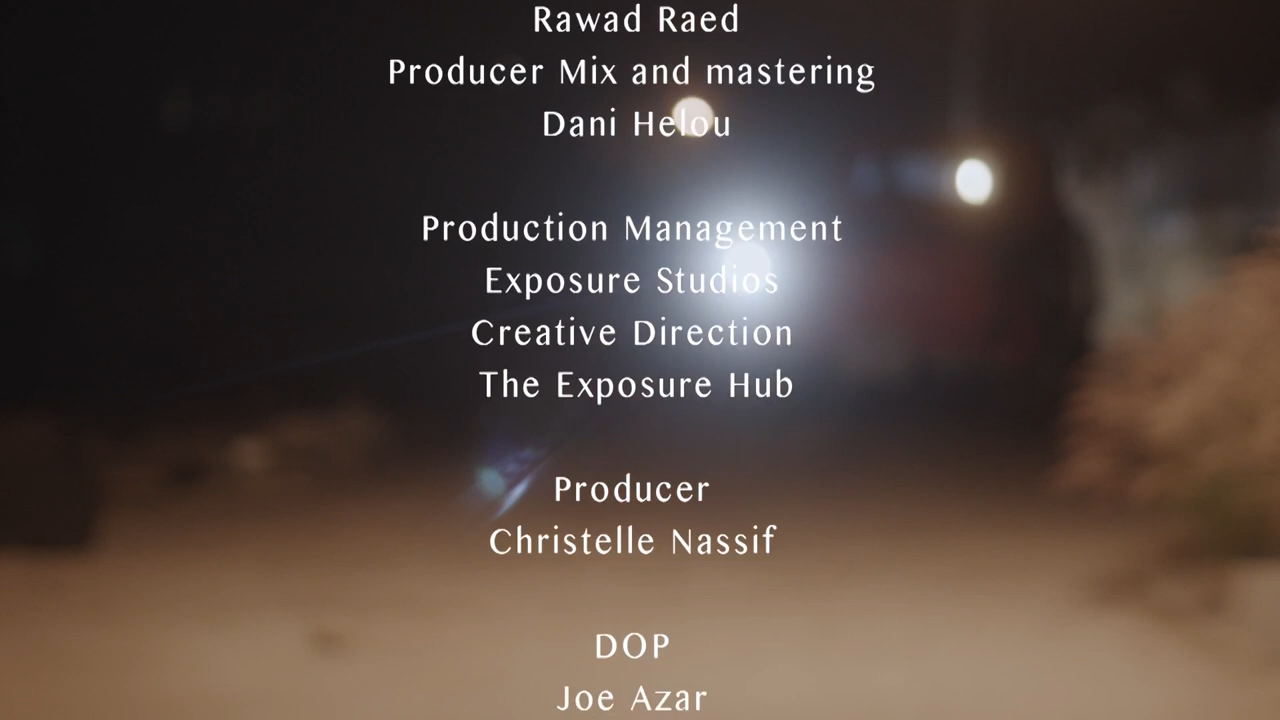 Rawad Raed
Producer Mix and mastering
Dani Helou
Production Management
Exposure Studios
Creative Direction
The Exposure Hub
Producer
Christelle Nassif
DOP
Joe Azar